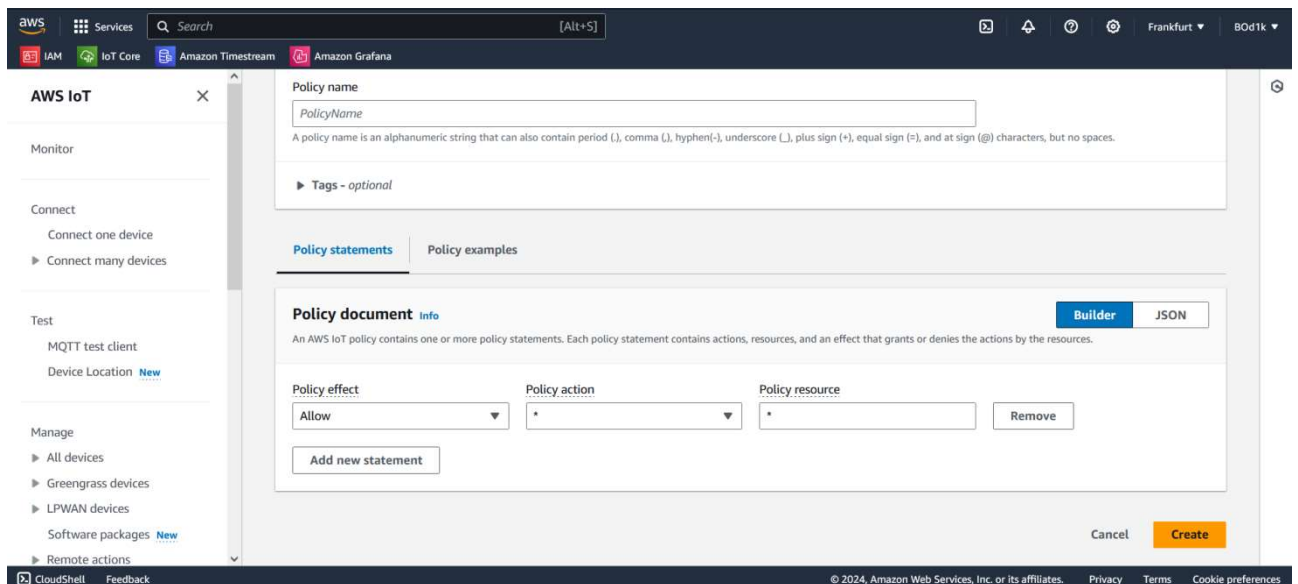 aws
Services
Search
[Alt+S]
Frankfurt
BOd1k
IAM
IoT Core
Amazon Timestream
Amazon Grafana
AWS IoT
Monitor
Connect
Connect one device
Connect many devices
Test
MQTT test client
Device Location New
Manage
All devices
Greengrass devices
LPWAN devices
Software packages New
Remote actions
Policy name
PolicyName
A policy name is an alphanumeric string that can also contain period (.), comma (,), hyphen(-), underscore (_), plus sign (+), equal sign (=), and at sign (@) characters, but no spaces.
Tags - optional
Policy statements
Policy examples
Policy document Info
Builder
JSON
An AWS IoT policy contains one or more policy statements. Each policy statement contains actions, resources, and an effect that grants or denies the actions by the resources.
Policy effect
Policy action
Policy resource
Allow
*
*
Remove
Add new statement
Cancel
Create
CloudShell
Feedback
© 2024, Amazon Web Services, Inc. or its affiliates.
Privacy
Terms
Cookie preferences